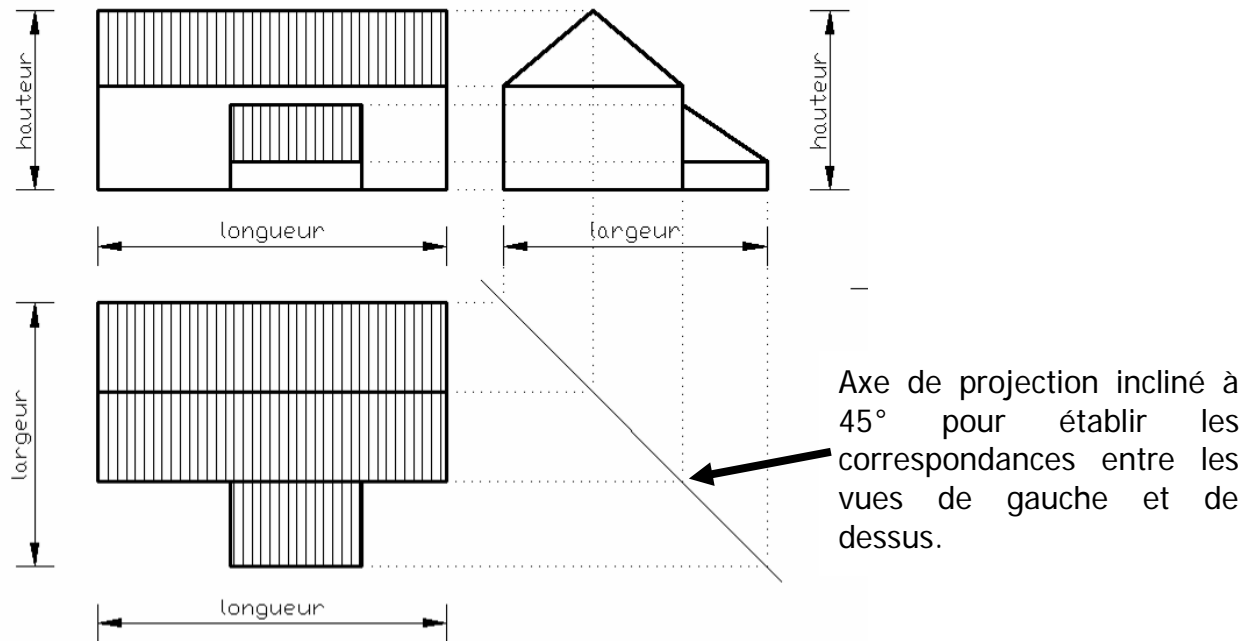 hauteur
hauteur
longueur
largeur
largeur
Axe de projection incliné à
45° pour établir les
correspondances entre les
vues de gauche et de
dessus.
longueur